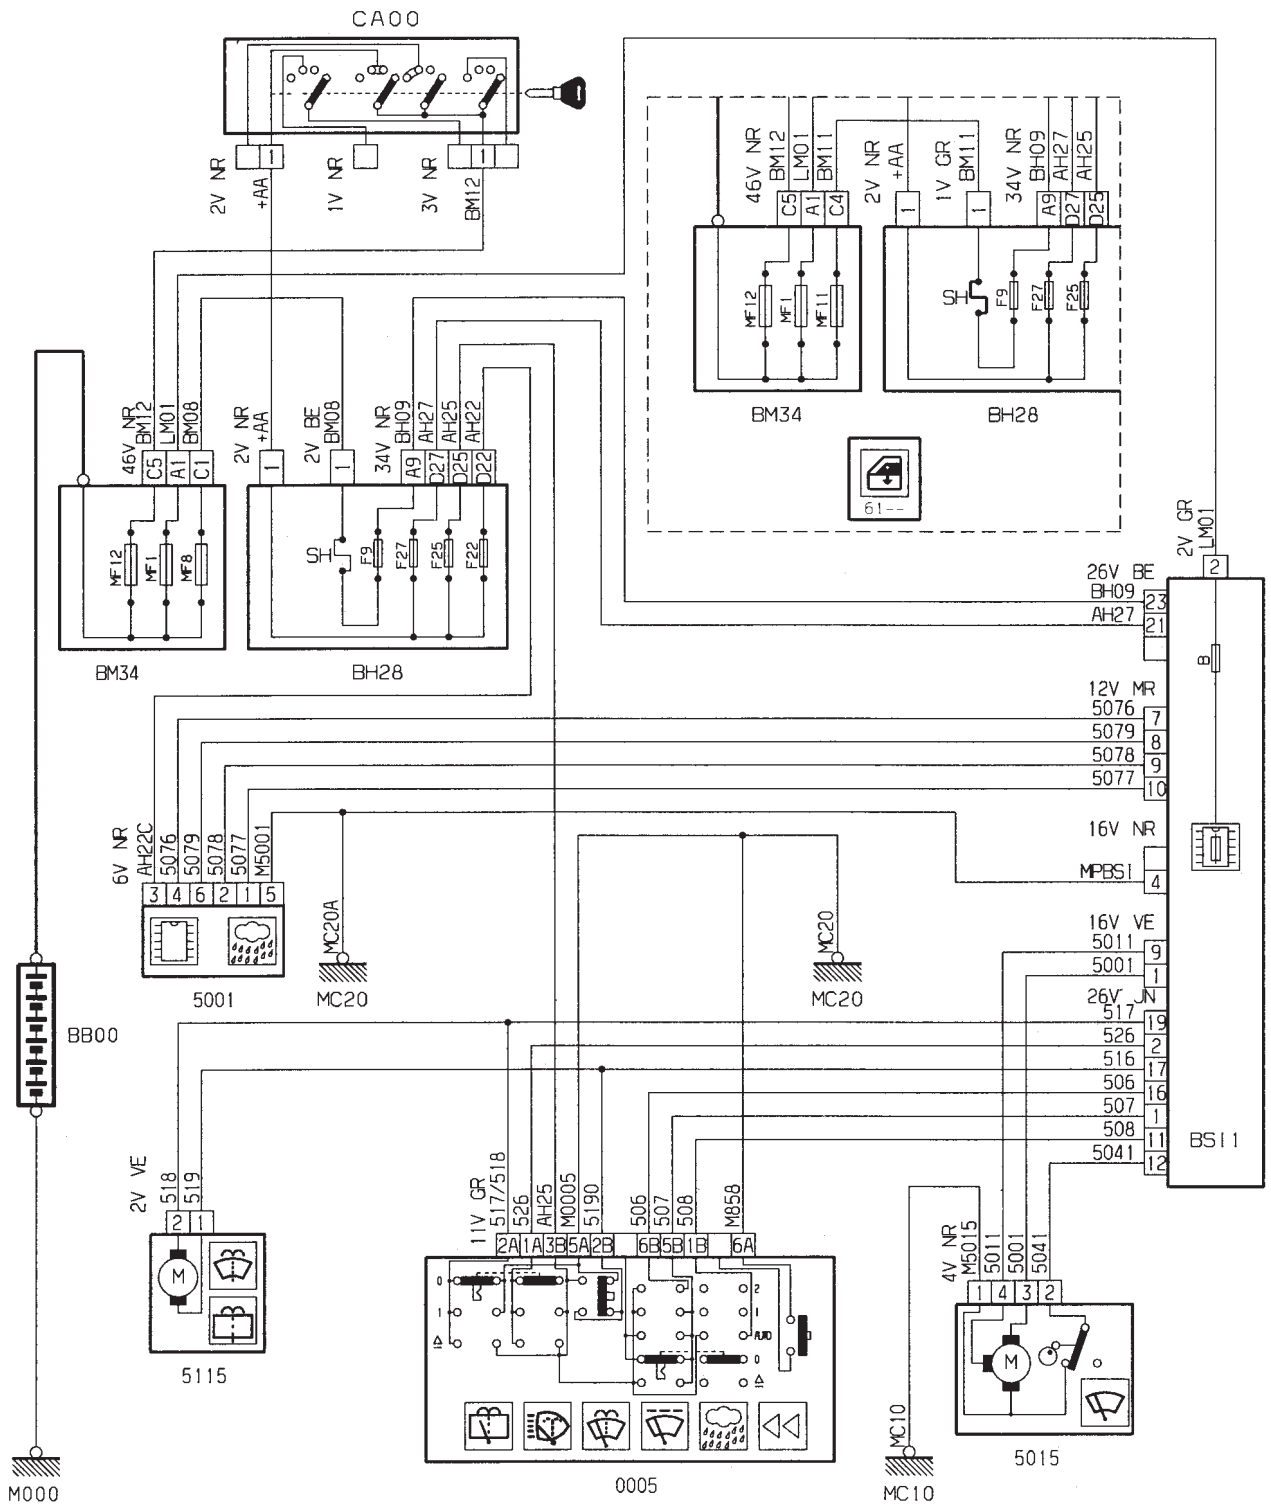 CA00
2V NR
+AA
1
1V NR
3V NR
BM12
1
46V NR
BM12
LM01
BM11
2V NR
+AA
1V GR
BM11
34V NR
BH09
AH27
AH25
C5
A1
C4
1
1
A9
D27
D25
MF12
MF1
MF11
SH
F9
F27
F25
BM34
BH28
61--
46V NR
BM12
LM01
BM08
2V NR
+AA
2V BE
BM08
34V NR
BH09
AH27
AH25
AH22
C5
A1
C1
1
1
A9
D27
D25
D22
MF12
MF1
MF8
SH
F9
F27
F25
F22
BM34
BH28
2V GR
LM01
2
26V BE
BH09
23
AH27
21
B
12V MR
5076
7
5079
8
5078
9
5077
10
16V NR
MPBSI
4
6V NR
AH22C
5076
5079
5078
5077
M5001
3
4
6
2
1
5
5001
MC20A
MC20
MC20
MC20
16V VE
5011
9
5001
1
26V JN
517
19
526
2
516
17
506
16
507
1
508
11
5041
12
BSI1
BB00
2V VE
518
519
2
1
M
5115
11V GR
517/518
526
AH25
M0005
5190
506
507
508
M858
2A
1A
3B
5A
2B
6B
5B
1B
6A
0
1
2
1
AUTO
0
0005
4V NR
M5015
5011
5001
5041
1
4
3
2
M
5015
MC10
MC10
M000